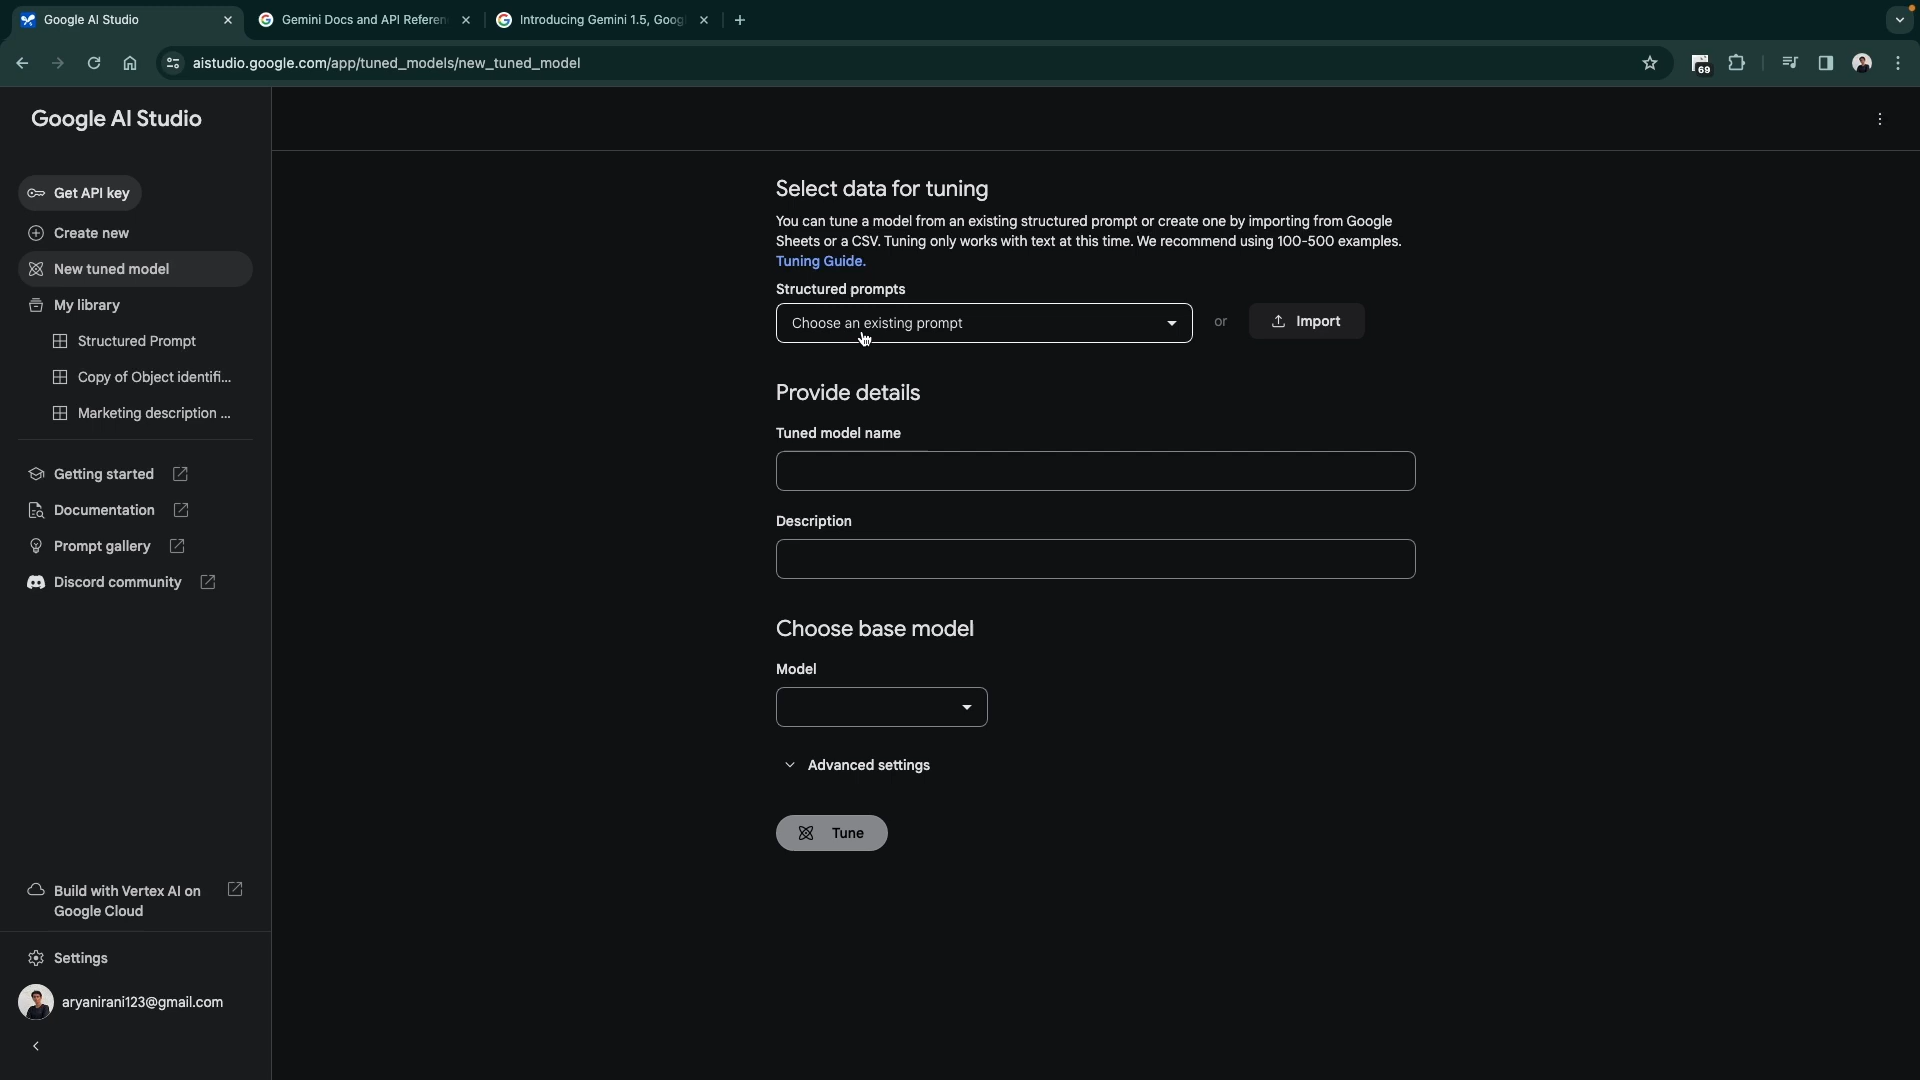 Google AI Studio
Gemini Docs and API Referen
Introducing Gemini 1.5, Goog
aistudio.google.com/app/tuned_models/new_tuned_model
69
Google AI Studio
Get API key
Create new
New tuned model
My library
Structured Prompt
Copy of Object identifi...
Marketing description ...
Getting started
Documentation
Prompt gallery
Discord community
Build with Vertex AI on
Google Cloud
Settings
aryanirani123@gmail.com
Select data for tuning
You can tune a model from an existing structured prompt or create one by importing from Google
Sheets or a CSV. Tuning only works with text at this time. We recommend using 100-500 examples.
Tuning Guide.
Structured prompts
Choose an existing prompt
or
Import
Provide details
Tuned model name
Description
Choose base model
Model
Advanced settings
Tune